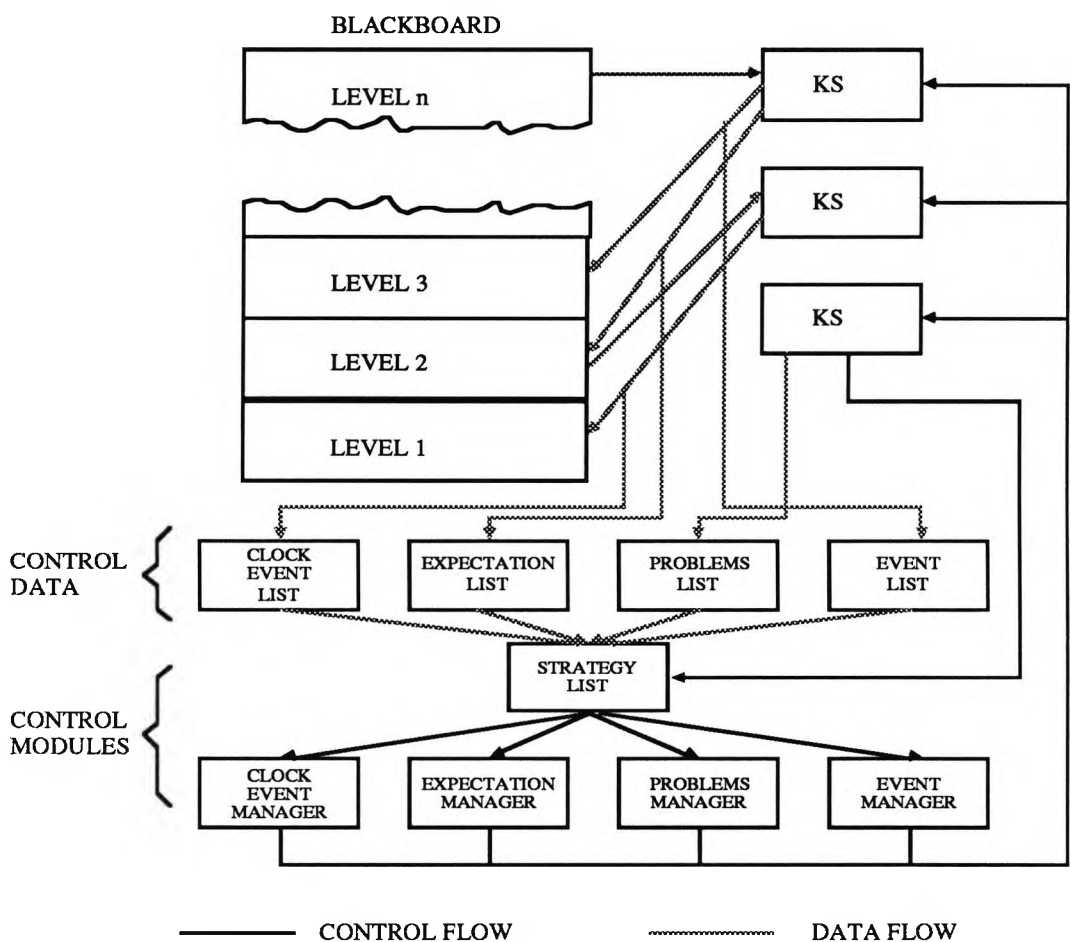 BLACKBOARD
LEVEL n
KS
KS
LEVEL 3
KS
LEVEL 2
LEVEL 1
CONTROL
DATA
CLOCK
EVENT
LIST
EXPECTATION
LIST
PROBLEMS
LIST
EVENT
LIST
STRATEGY
LIST
CONTROL
MODULES
CLOCK
EVENT
MANAGER
EXPECTATION
MANAGER
PROBLEMS
MANAGER
EVENT
MANAGER
CONTROL FLOW
DATA FLOW